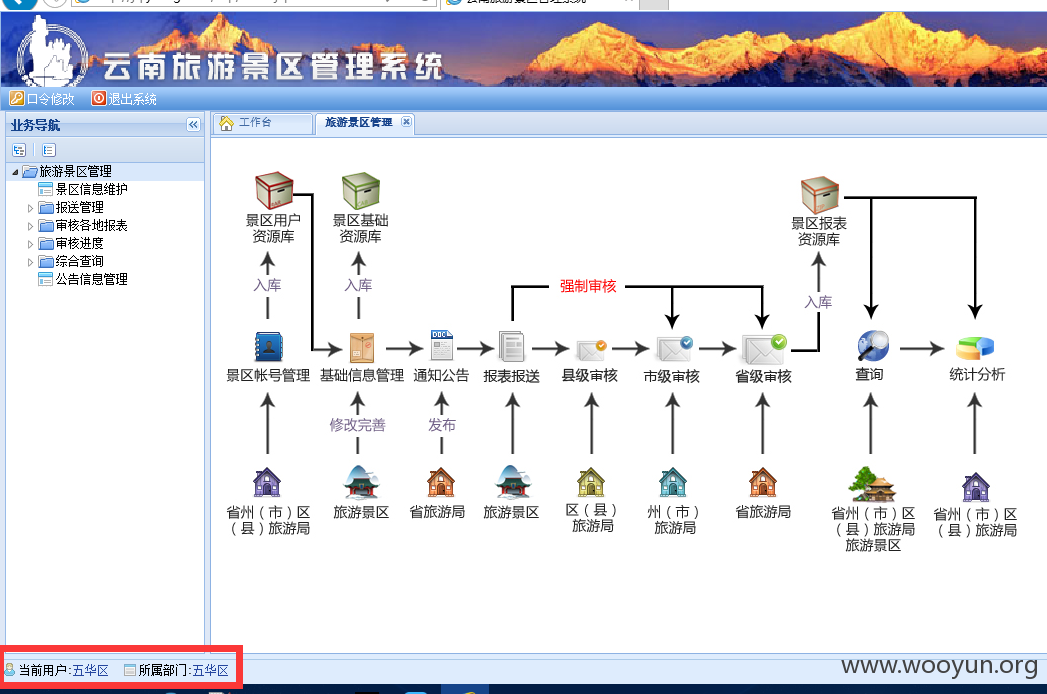 云南旅游景区管理系统
口令修改 退出系统
业务导航
工作台
旅游景区管理
旅游景区管理
景区信息维护
报送管理
审核各地报表
审核进度
综合查询
公告信息管理
景区用户
资源库
景区基础
资源库
景区报表
资源库
入库
入库
强制审核
入库
DOC
景区帐号管理
基础信息管理
通知公告
报表报送
县级审核
市级审核
省级审核
查询
统计分析
修改完善
发布
省州（市）区
（县）旅游局
旅游景区
省旅游局
旅游景区
区（县）
旅游局
州（市）
旅游局
省旅游局
省州（市）区
（县）旅游局
旅游景区
省州（市）区
（县）旅游局
当前用户:五华区 所属部门:五华区
www.wooyun.org